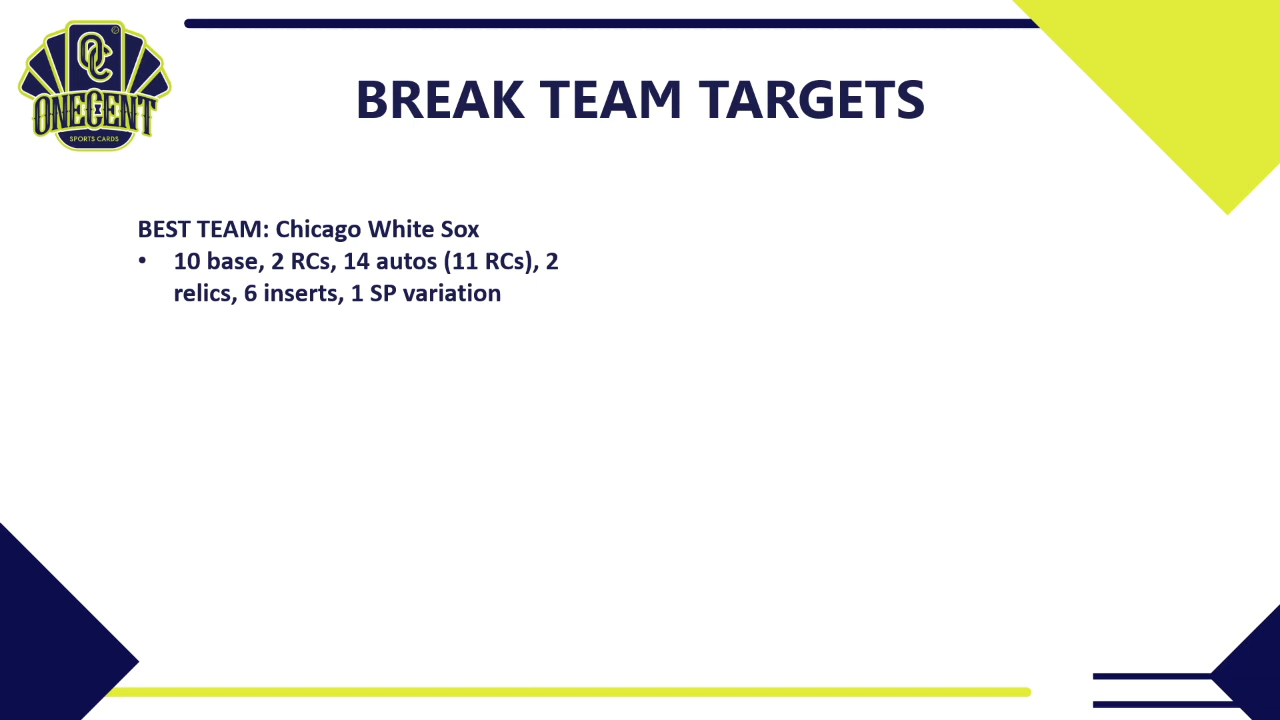 OC
ONECENT
SPORTS CARDS
BREAK TEAM TARGETS
BEST TEAM: Chicago White Sox
• 10 base, 2 RCs, 14 autos (11 RCs), 2
relics, 6 inserts, 1 SP variation